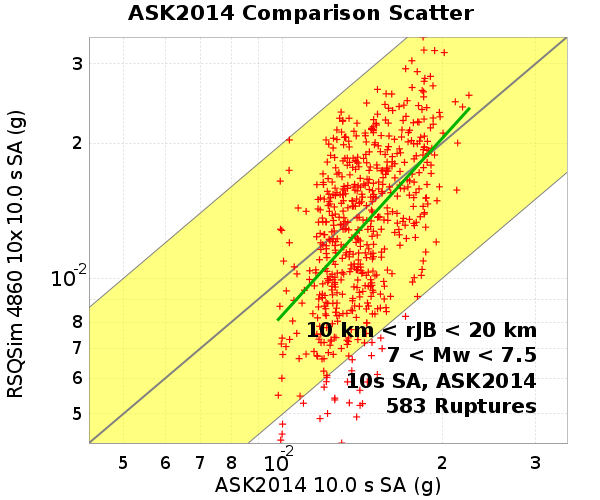 ASK2014 Comparison Scatter
RSQSim 4860 10x 10.0 s SA (g)
3
2
10-2
8
7
6
5
10 km < rJB < 20 km
7 < Mw < 7.5
10s SA, ASK2014
583 Ruptures
5 6 7 8 10-2 2 3
ASK2014 10.0 s SA (g)